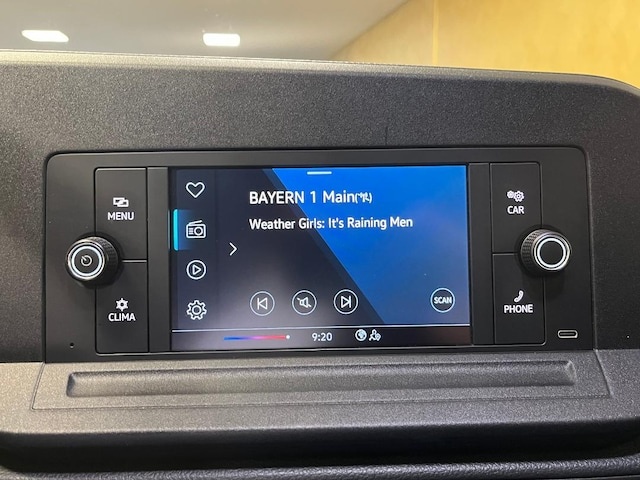 MENU
CLIMA
BAYERN 1 Main
Weather Girls: It's Raining Men
SCAN
9:20
CAR
PHONE